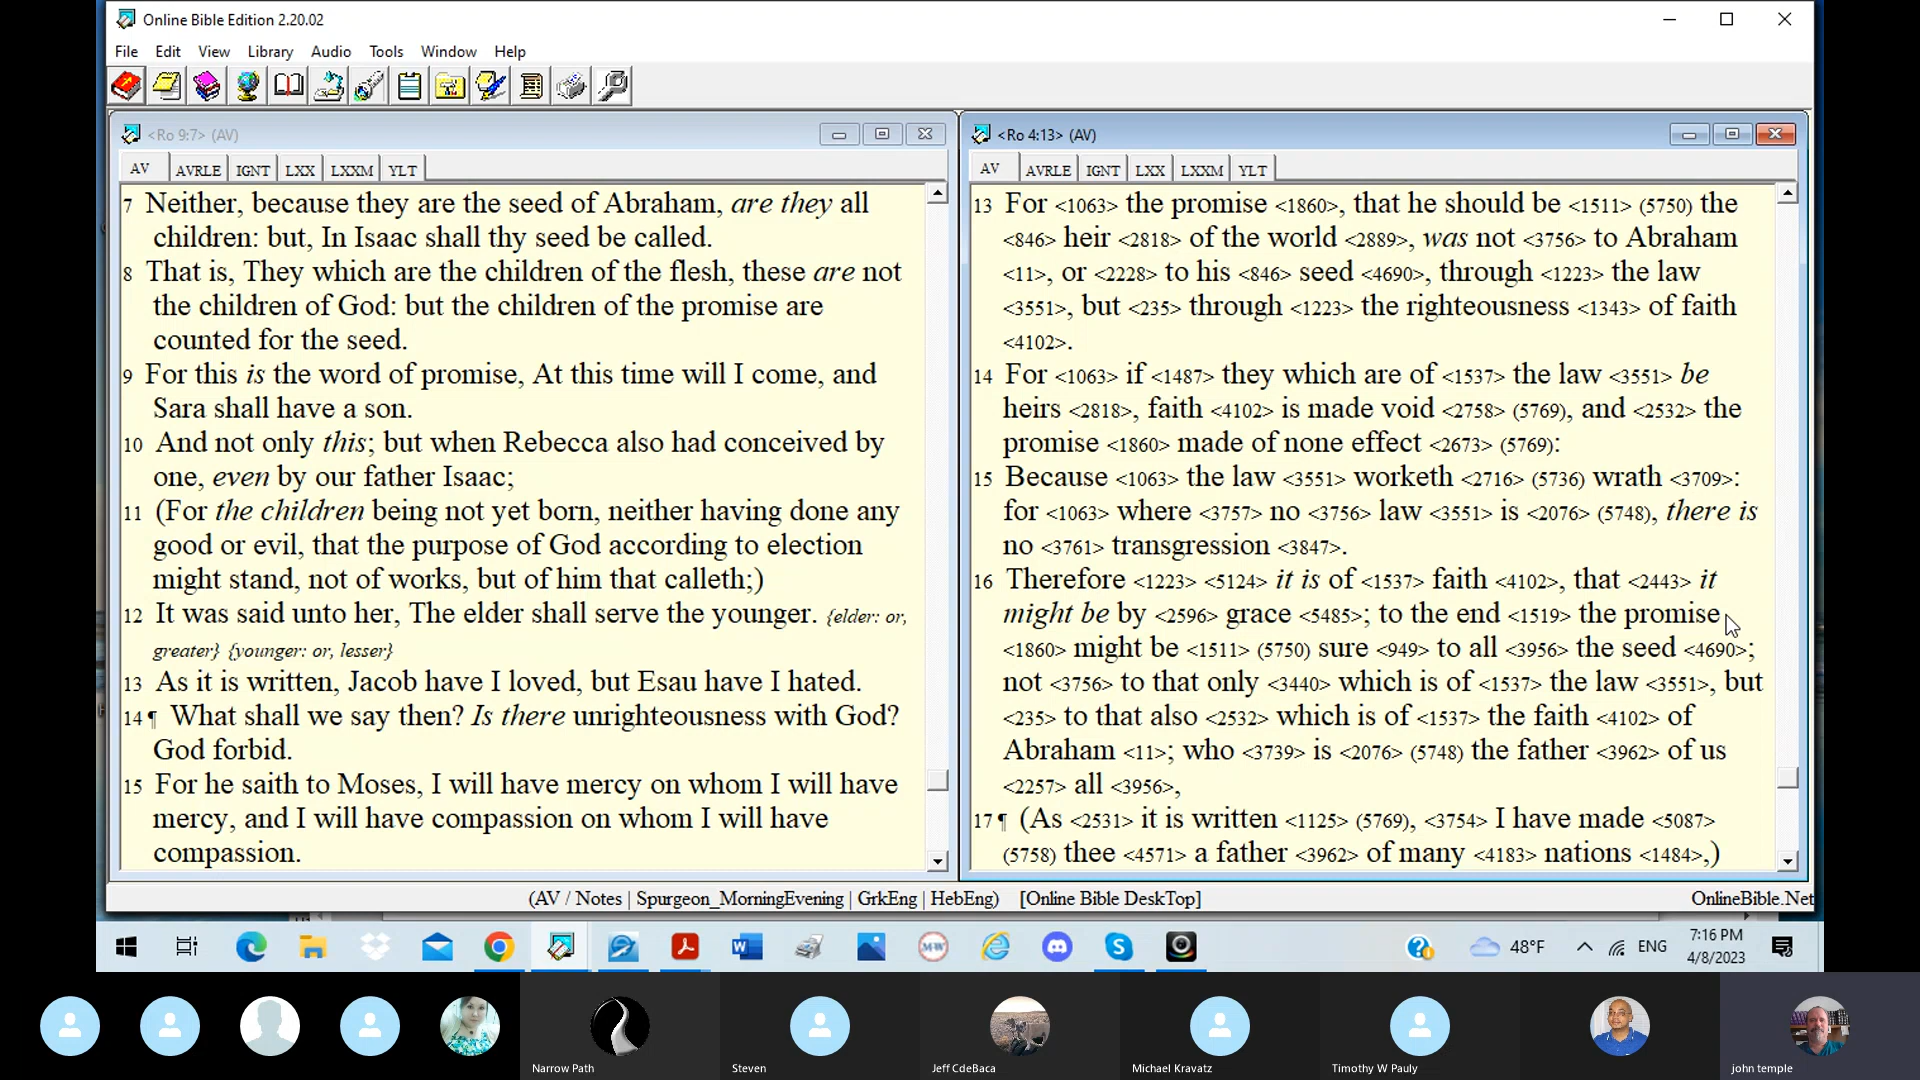 Online Bible Edition 2.20.02
File Edit View Library Audio Tools Window Help
<Ro 9:7> (AV)
AV AVRLE IGNT LXX LXXM YLT
7 Neither, because they are the seed of Abraham, are they all
children: but, In Isaac shall thy seed be called.
8 That is, They which are the children of the flesh, these are not
the children of God: but the children of the promise are
counted for the seed.
9 For this is the word of promise, At this time will I come, and
Sara shall have a son.
10 And not only this; but when Rebecca also had conceived by
one, even by our father Isaac;
11 (For the children being not yet born, neither having done any
good or evil, that the purpose of God according to election
might stand, not of works, but of him that calleth;)
12 It was said unto her, The elder shall serve the younger. {elder: or,
greater} {younger: or, lesser}
13 As it is written, Jacob have I loved, but Esau have I hated.
14 ¶ What shall we say then? Is there unrighteousness with God?
God forbid.
15 For he saith to Moses, I will have mercy on whom I will have
mercy, and I will have compassion on whom I will have
compassion.
<Ro 4:13> (AV)
AV AVRLE IGNT LXX LXXM YLT
13 For <1063> the promise <1860>, that he should be <1511> (5750) the
<846> heir <2818> of the world <2889>, was not <3756> to Abraham
<11>, or <2228> to his <846> seed <4690>, through <1223> the law
<3551>, but <235> through <1223> the righteousness <1343> of faith
<4102>.
14 For <1063> if <1487> they which are of <1537> the law <3551> be
heirs <2818>, faith <4102> is made void <2758> (5769), and <2532> the
promise <1860> made of none effect <2673> (5769):
15 Because <1063> the law <3551> worketh <2716> (5736) wrath <3709>:
for <1063> where <3757> no <3756> law <3551> is <2076> (5748), there is
no <3761> transgression <3847>.
16 Therefore <1223> <5124> it is of <1537> faith <4102>, that <2443> it
might be by <2596> grace <5485>; to the end <1519> the promise
<1860> might be <1511> (5750) sure <949> to all <3956> the seed <4690>;
not <3756> to that only <3440> which is of <1537> the law <3551>, but
<235> to that also <2532> which is of <1537> the faith <4102> of
Abraham <11>; who <3739> is <2076> (5748) the father <3962> of us
<2257> all <3956>,
17 ¶ (As <2531> it is written <1125> (5769), <3754> I have made <5087>
(5758) thee <4571> a father <3962> of many <4183> nations <1484>,)
(AV / Notes | Spurgeon_MorningEvening | GrkEng | HebEng) [Online Bible DeskTop]
OnlineBible.Net
48°F
ENG
7:16 PM
4/8/2023
Narrow Path
Steven
Jeff CdeBaca
Michael Kravatz
Timothy W Pauly
john temple